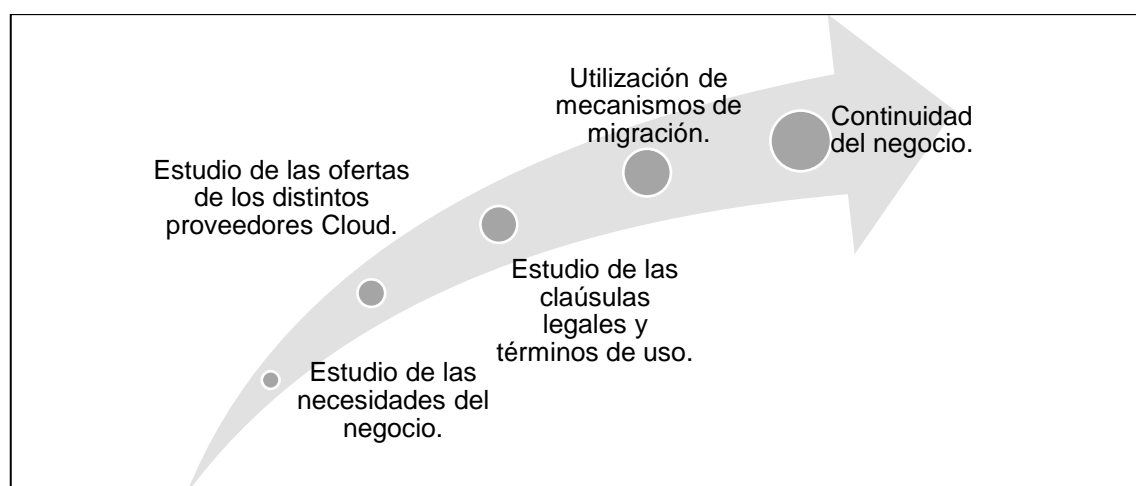 Estudio de las
necesidades del
negocio.
Estudio de las ofertas
de los distintos
proveedores Cloud.
Estudio de las
claúsulas
legales y
términos de uso.
Utilización de
mecanismos de
migración.
Continuidad
del negocio.